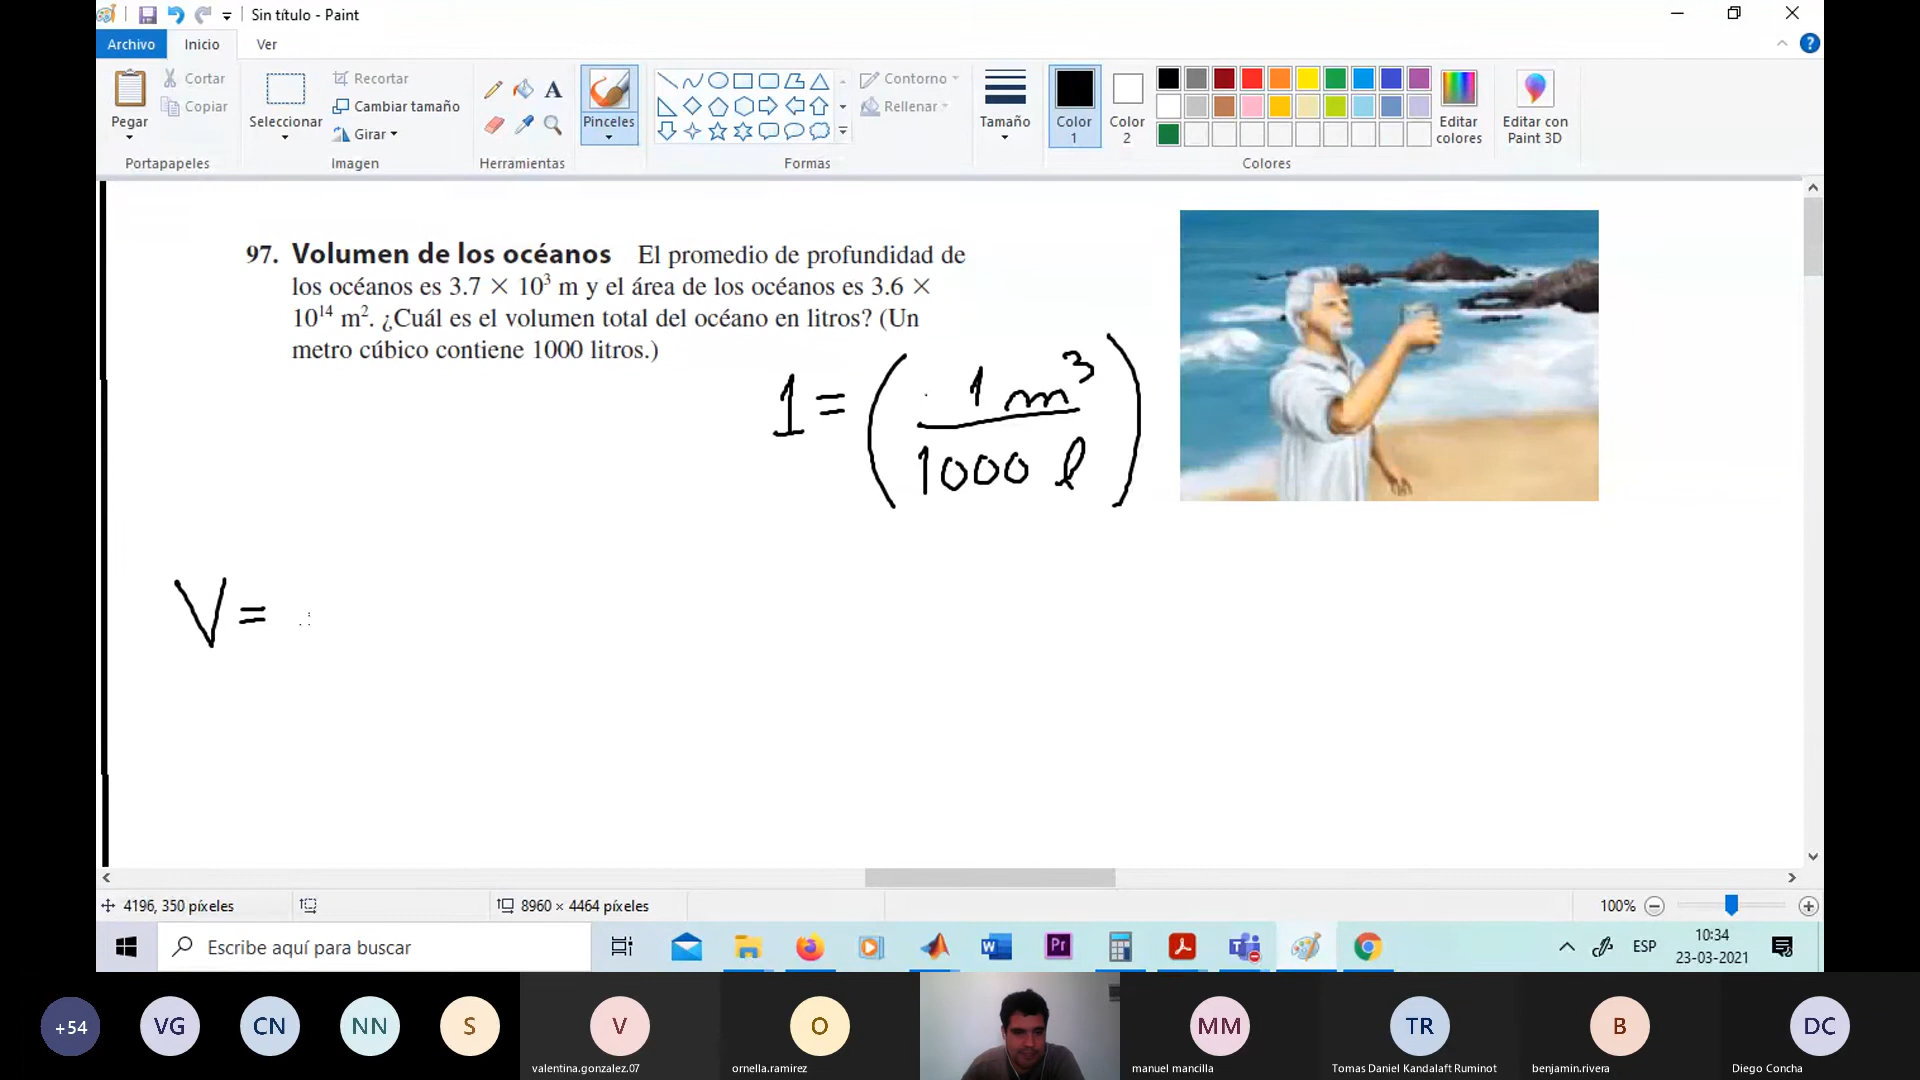 Sin título - Paint
Archivo Inicio Ver
Pegar
Cortar
Copiar
Portapapeles
Seleccionar
Recortar
Cambiar tamaño
Girar
Imagen
Herramientas
Pinceles
Formas
Contorno
Rellenar
Tamaño
Color 1
Color 2
Editar colores
Editar con Paint 3D
Colores
97. Volumen de los océanos El promedio de profundidad de
los océanos es 3.7 × 10³ m y el área de los océanos es 3.6 ×
10¹⁴ m². ¿Cuál es el volumen total del océano en litros? (Un
metro cúbico contiene 1000 litros.)
1 = ( 1 m³ / 1000 l )
V =
4196, 350 píxeles
8960 × 4464 píxeles
100%
Escribe aquí para buscar
ESP
10:34
23-03-2021
+54 VG CN NN S V O MM TR B DC
valentina.gonzalez.07 ornella.ramirez manuel mancilla Tomas Daniel Kandalaft Ruminot benjamin.rivera Diego Concha